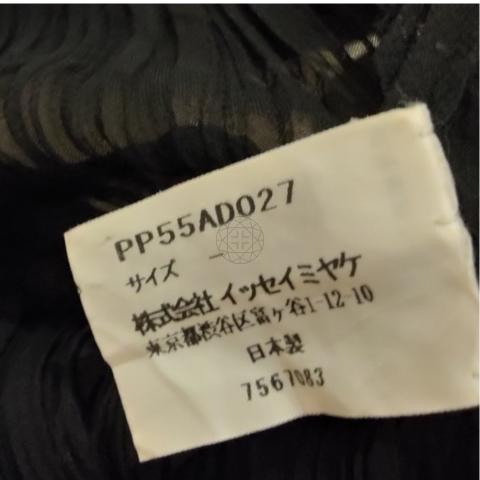 PP55AD027
サイズ －
株式会社 イッセイミヤケ
東京都渋谷区富ヶ谷1-12-10
日本製
7567083